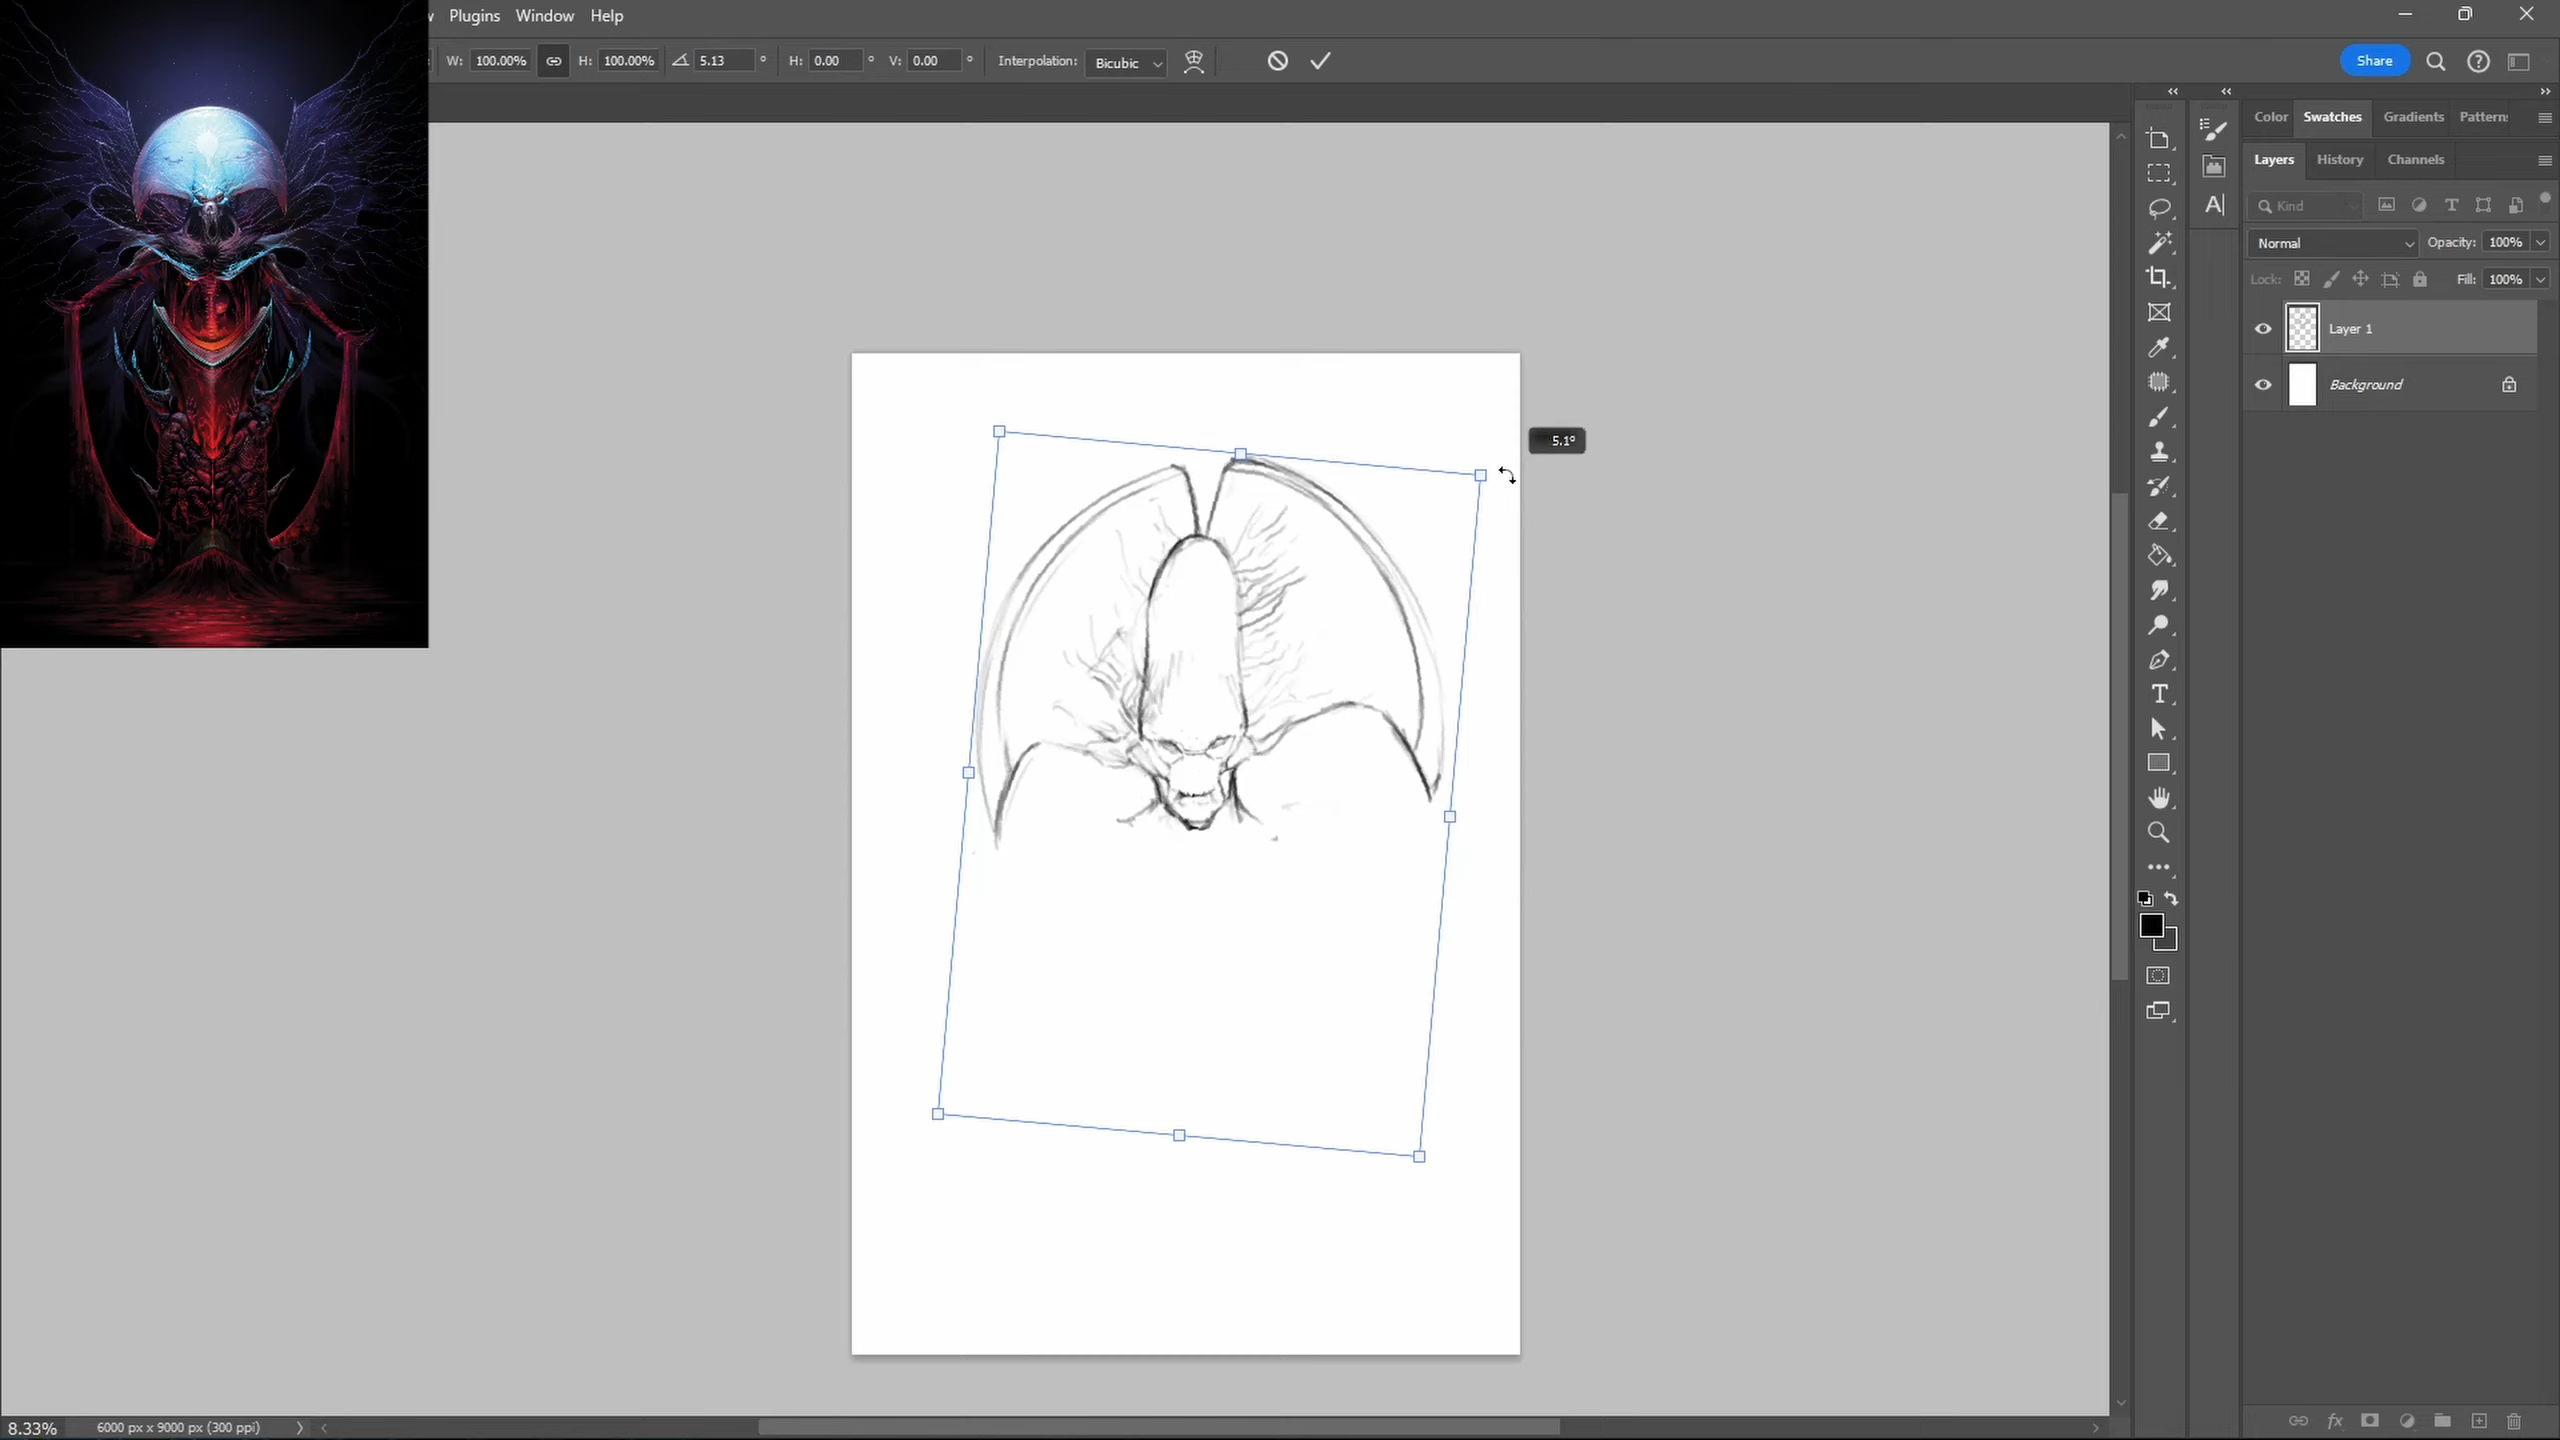 Plugins Window Help
W: 100.00% H: 100.00% 5.13 ° H: 0.00 ° V: 0.00 ° Interpolation: Bicubic
Share
Color Swatches Gradients Patterns
Layers History Channels
Kind
Normal Opacity: 100%
Lock: Fill: 100%
Layer 1
Background
5.1°
8.33% 6000 px x 9000 px (300 ppi)